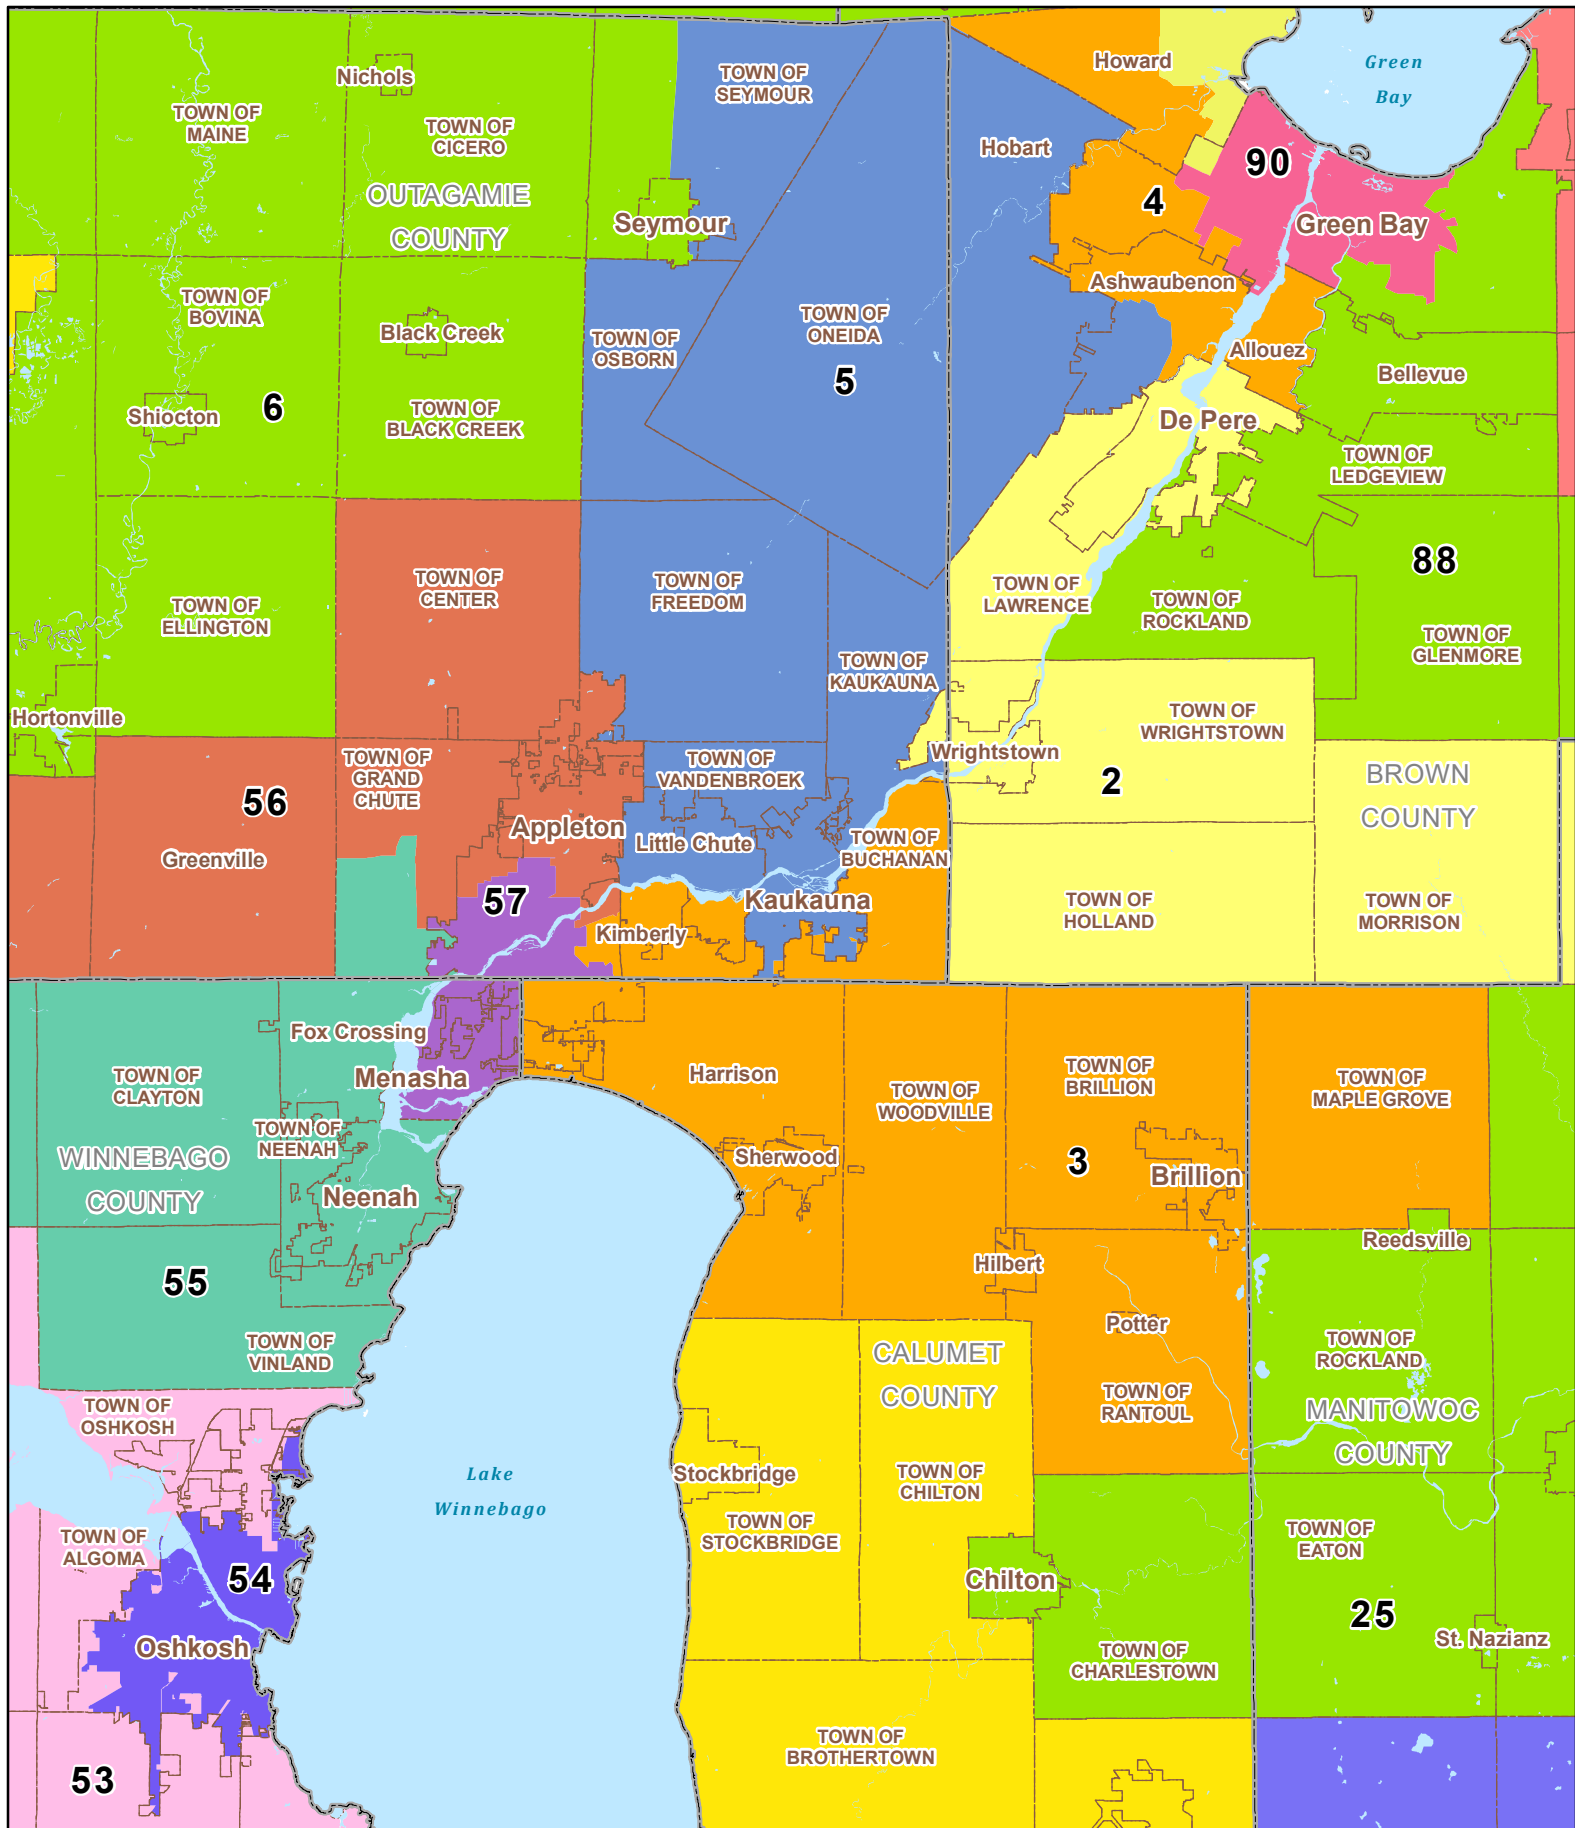 Green
Bay
Howard
Nichols
TOWN OF
SEYMOUR
TOWN OF
MAINE
TOWN OF
CICERO
Hobart
90
OUTAGAMIE
COUNTY
4
Seymour
Green Bay
Ashwaubenon
TOWN OF
BOVINA
Black Creek
TOWN OF
OSBORN
TOWN OF
ONEIDA
5
Allouez
Bellevue
6
Shiocton
TOWN OF
BLACK CREEK
De Pere
TOWN OF
LEDGEVIEW
88
TOWN OF
CENTER
TOWN OF
FREEDOM
TOWN OF
LAWRENCE
TOWN OF
ELLINGTON
TOWN OF
ROCKLAND
TOWN OF
GLENMORE
TOWN OF
KAUKAUNA
Hortonville
TOWN OF
WRIGHTSTOWN
Wrightstown
TOWN OF
GRAND
CHUTE
TOWN OF
VANDENBROEK
2
BROWN
COUNTY
56
Appleton
Little Chute
TOWN OF
BUCHANAN
Greenville
57
Kaukauna
Kimberly
TOWN OF
HOLLAND
TOWN OF
MORRISON
Fox Crossing
Menasha
Harrison
TOWN OF
CLAYTON
TOWN OF
WOODVILLE
TOWN OF
BRILLION
TOWN OF
MAPLE GROVE
TOWN OF
NEENAH
WINNEBAGO
COUNTY
Sherwood
3
Brillion
Neenah
Reedsville
Hilbert
55
Potter
TOWN OF
VINLAND
CALUMET
COUNTY
TOWN OF
ROCKLAND
TOWN OF
RANTOUL
TOWN OF
OSHKOSH
MANITOWOC
COUNTY
Lake
Winnebago
Stockbridge
TOWN OF
CHILTON
TOWN OF
STOCKBRIDGE
TOWN OF
ALGOMA
TOWN OF
EATON
54
Chilton
25
Oshkosh
St. Nazianz
TOWN OF
CHARLESTOWN
TOWN OF
BROTHERTOWN
53